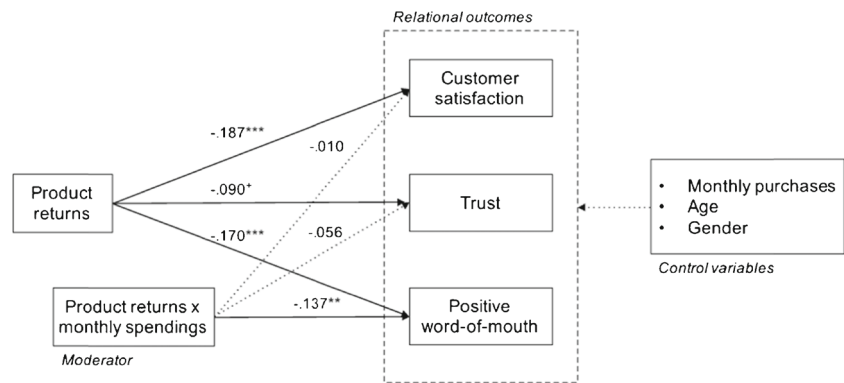 Relational outcomes
Customer
satisfaction
-.187***
-.010
Product
returns
-.090⁺
Trust
• Monthly purchases
• Age
• Gender
Control variables
-.170***
-.056
Product returns x
monthly spendings
Moderator
-.137**
Positive
word-of-mouth